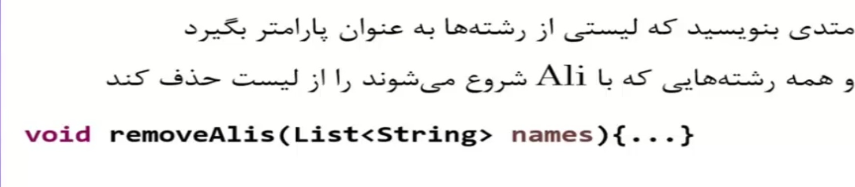 متدی بنویسید که لیستی از رشته‌ها به عنوان پارامتر بگیرد
و همه رشته‌هایی که با Ali شروع می‌شوند را از لیست حذف کند
void removeAlis(List<String> names){...}